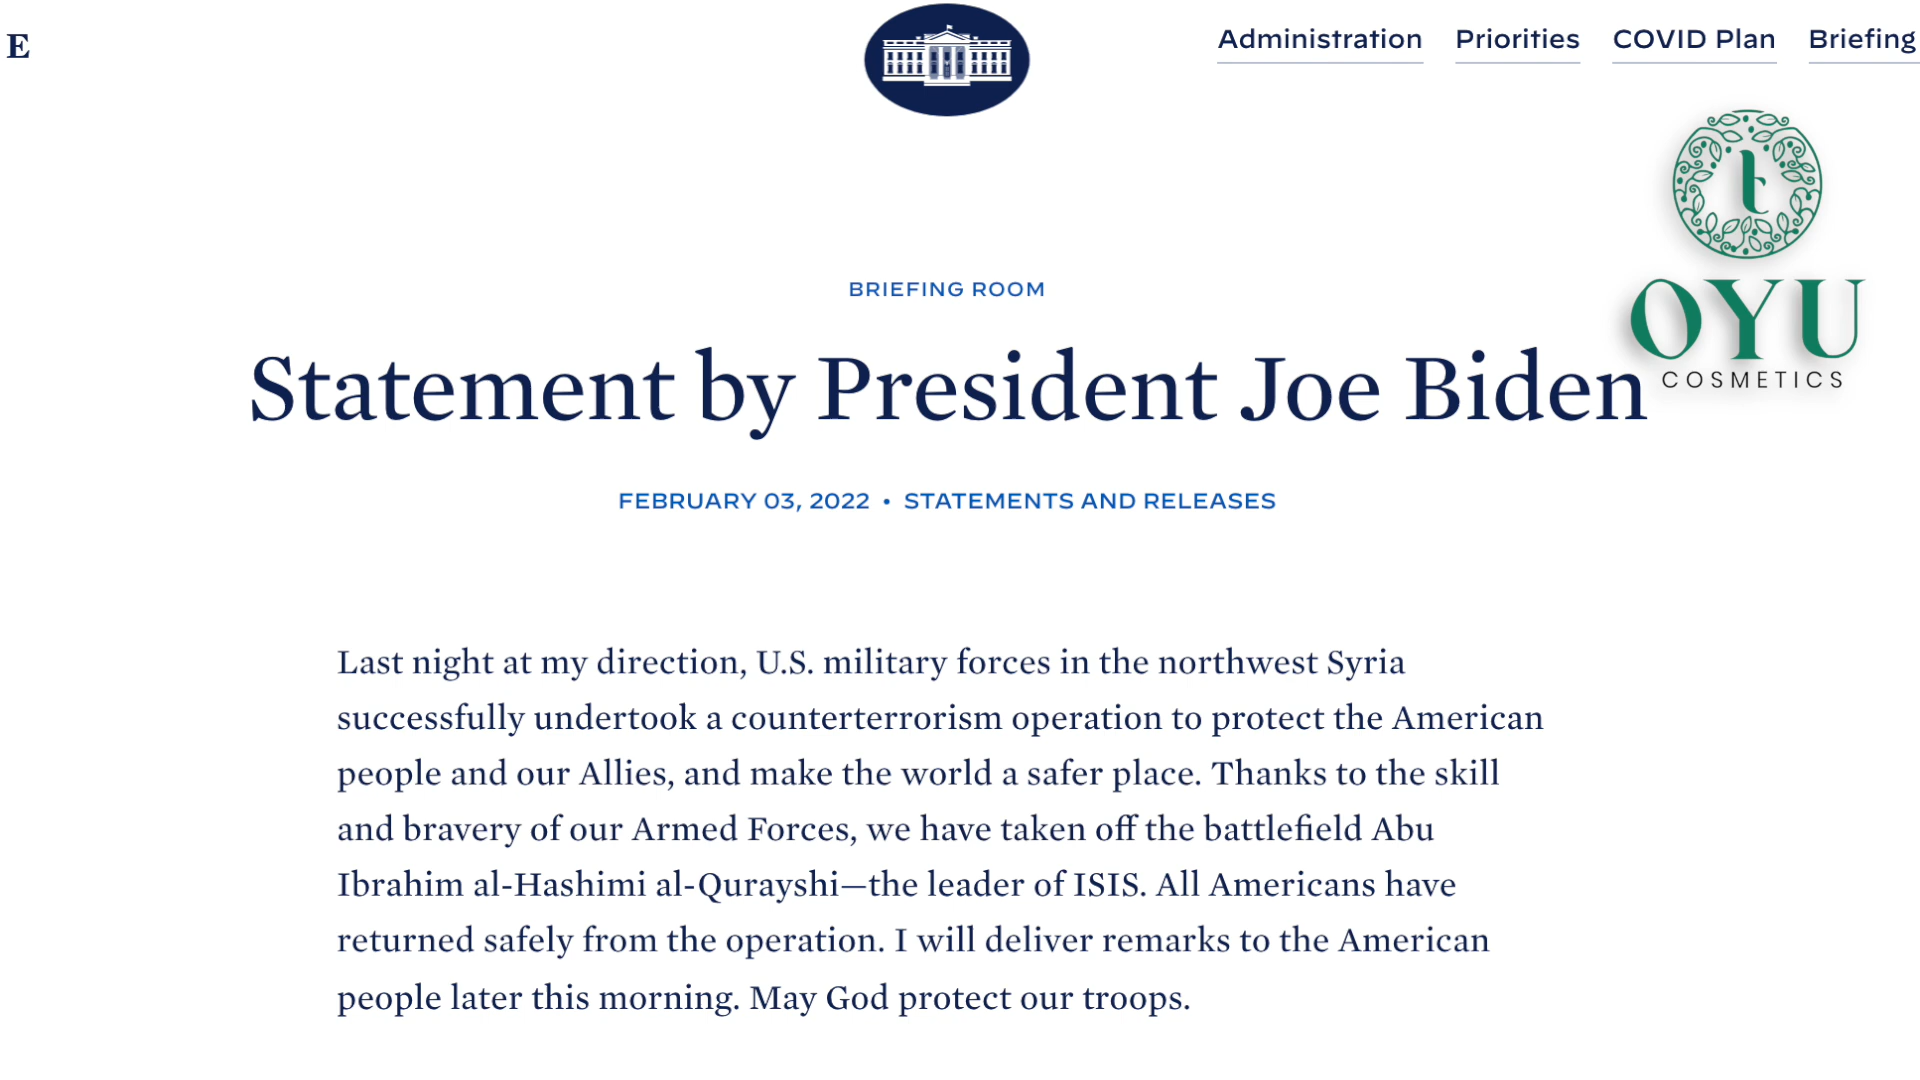 E
Administration Priorities COVID Plan Briefing
t
OYU
COSMETICS
BRIEFING ROOM
Statement by President Joe Biden
FEBRUARY 03, 2022 • STATEMENTS AND RELEASES
Last night at my direction, U.S. military forces in the northwest Syria
successfully undertook a counterterrorism operation to protect the American
people and our Allies, and make the world a safer place. Thanks to the skill
and bravery of our Armed Forces, we have taken off the battlefield Abu
Ibrahim al-Hashimi al-Qurayshi—the leader of ISIS. All Americans have
returned safely from the operation. I will deliver remarks to the American
people later this morning. May God protect our troops.